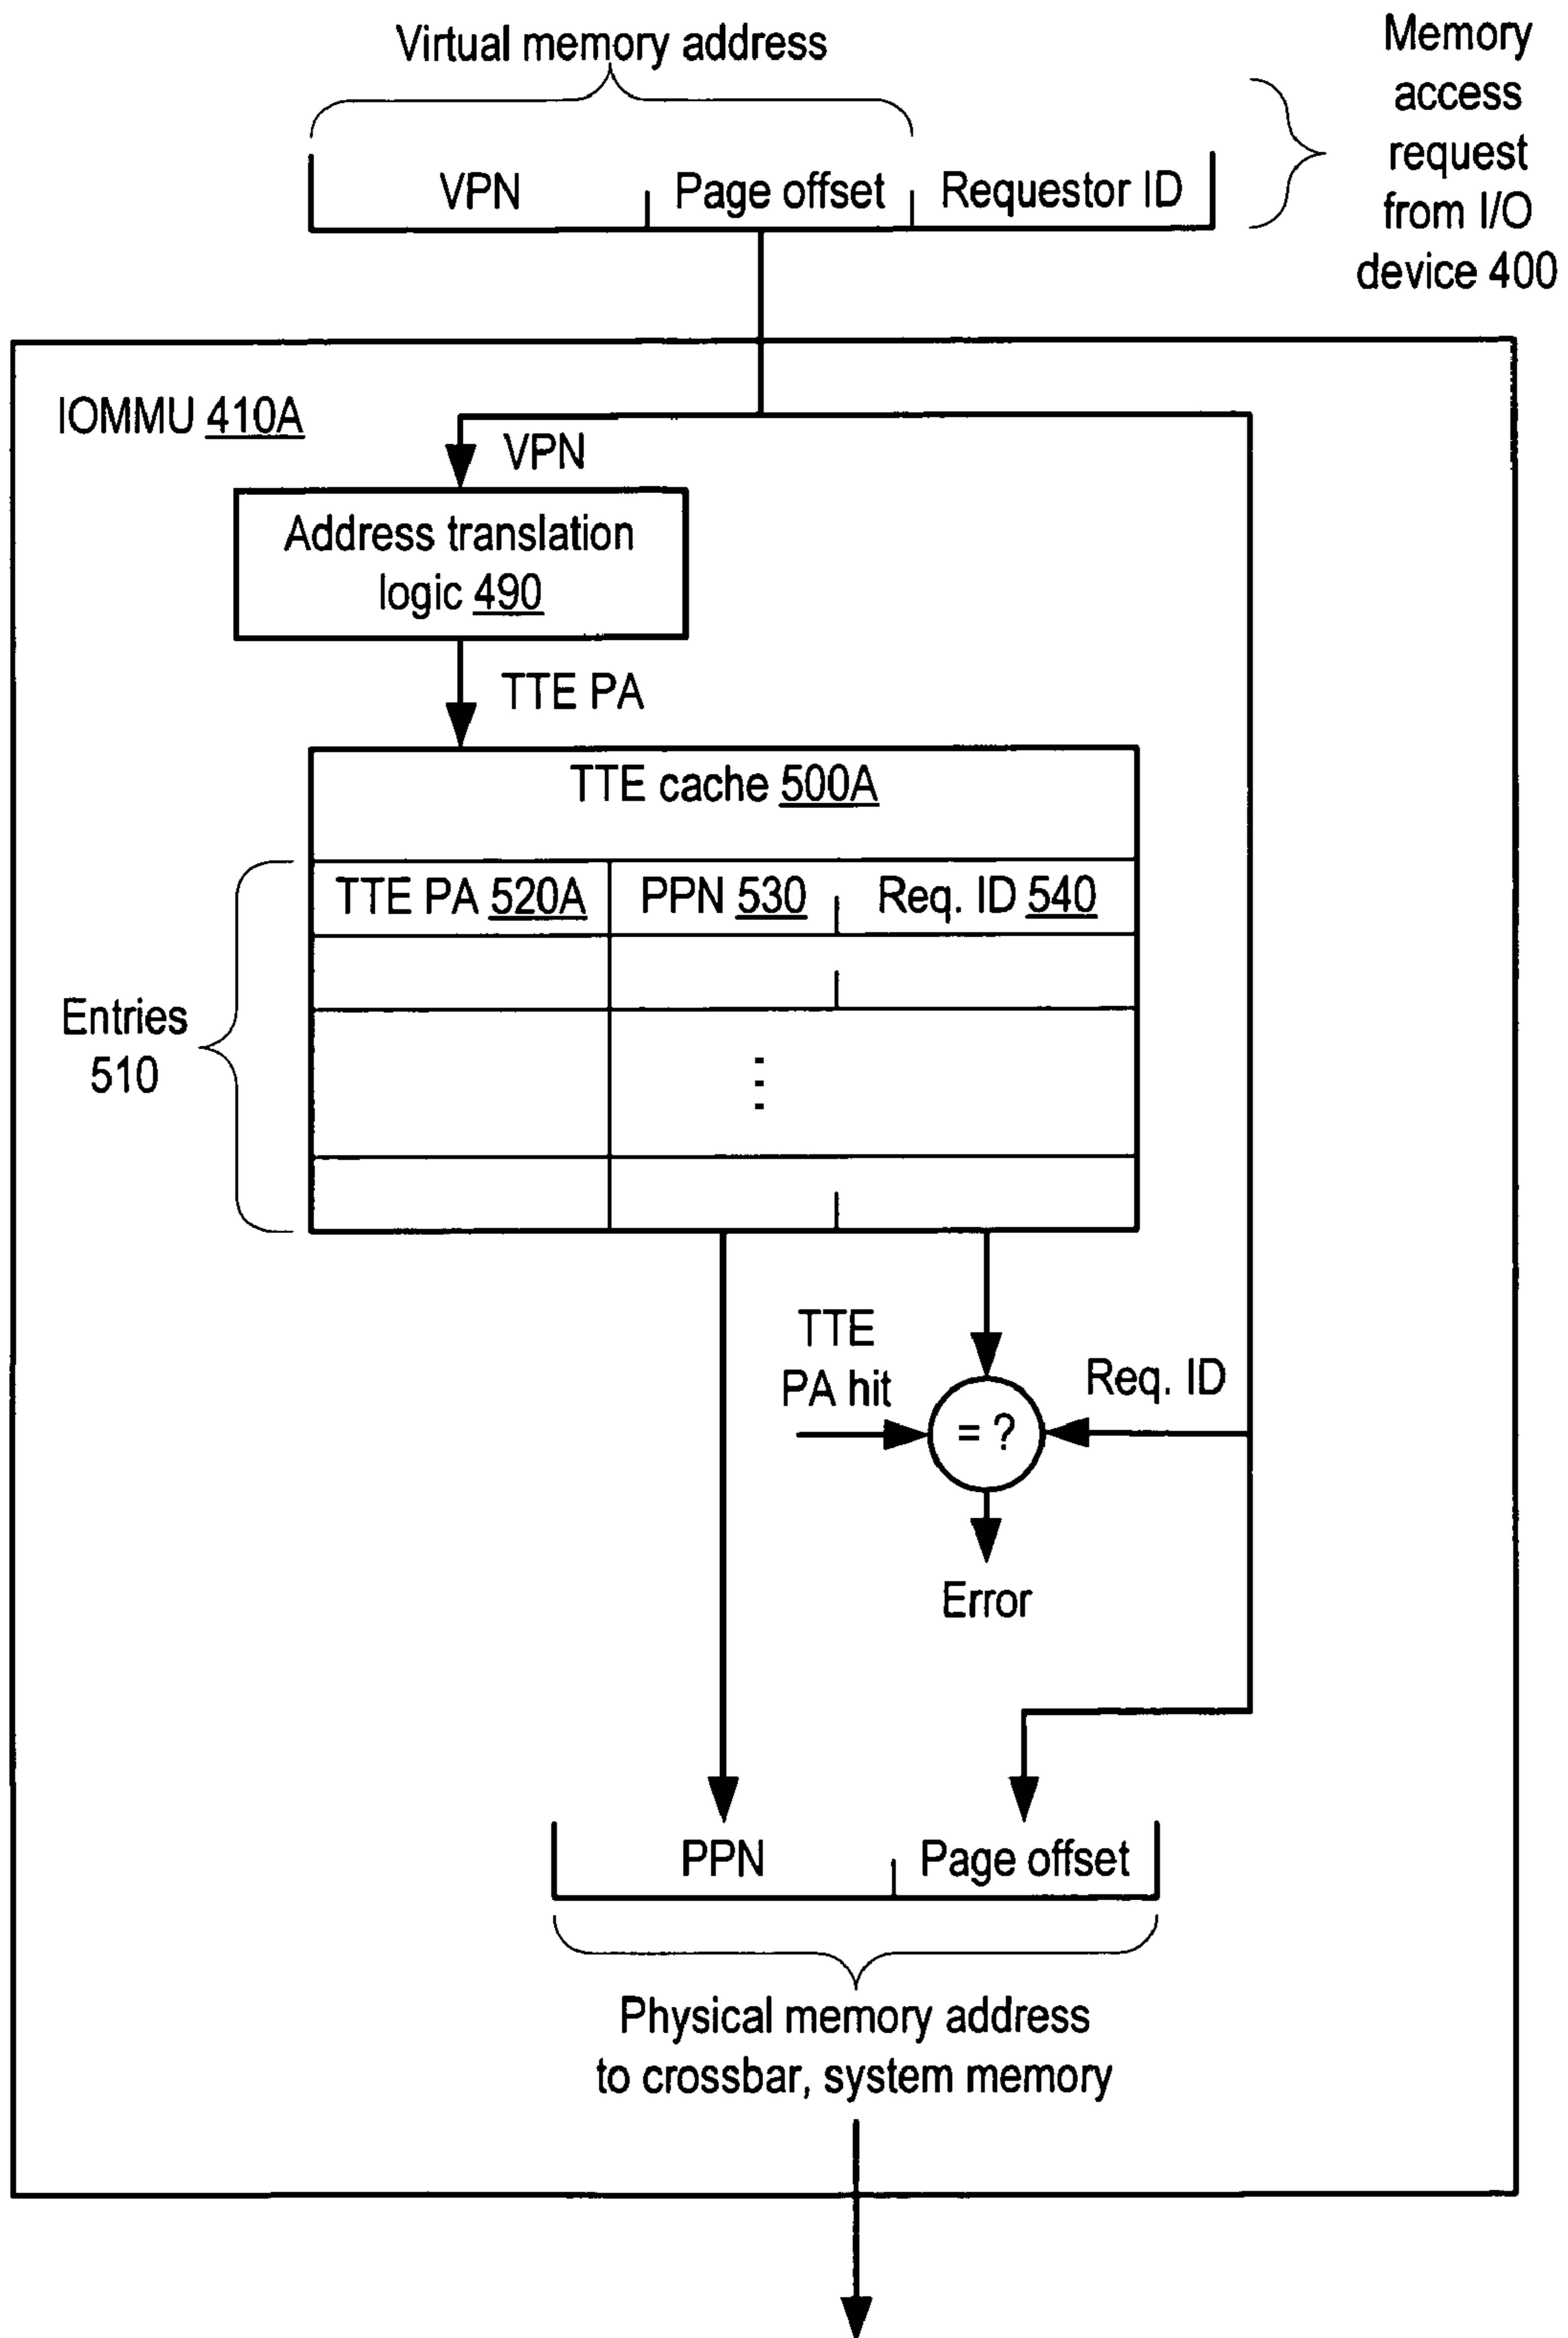 Virtual memory address
Memory
access
request
from I/O
device 400
VPN
Page offset
Requestor ID
IOMMU 410A
VPN
Address translation
logic 490
TTE PA
TTE cache 500A
TTE PA 520A
PPN 530
Req. ID 540
Entries
510
TTE
PA hit
= ?
Req. ID
Error
PPN
Page offset
Physical memory address
to crossbar, system memory